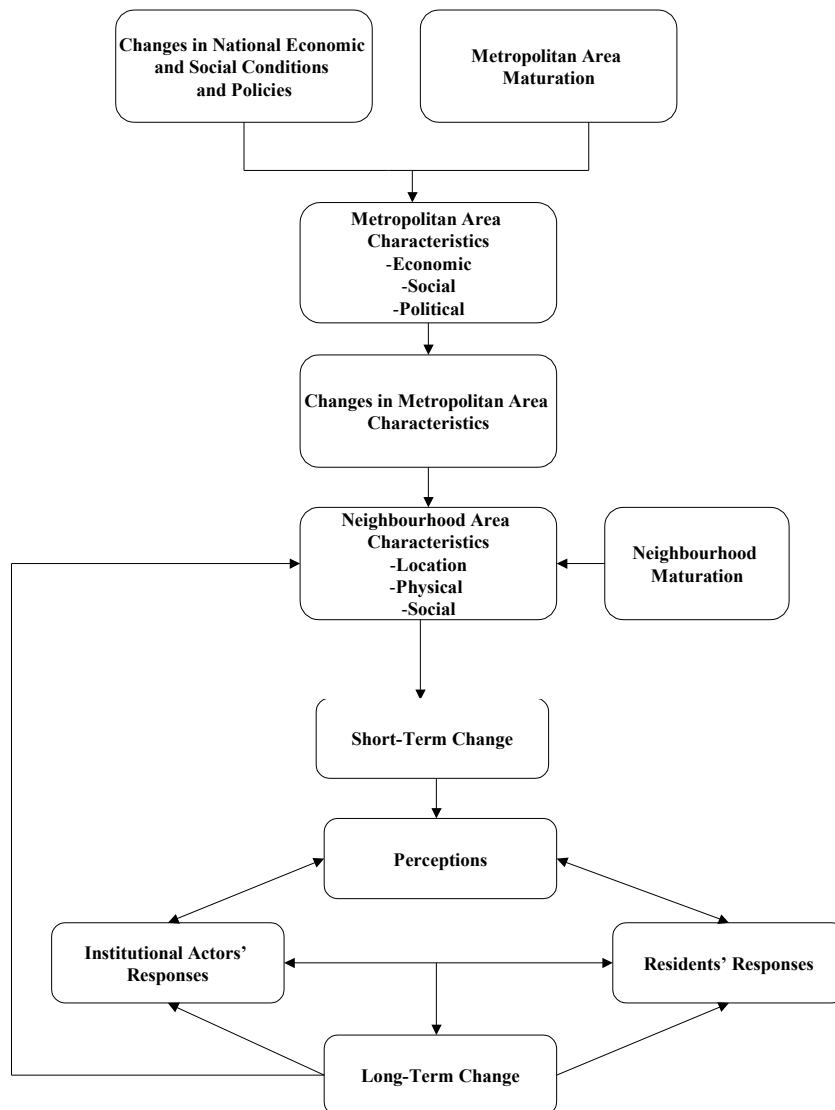 Changes in National Economic
and Social Conditions
and Policies
Metropolitan Area
Maturation
Metropolitan Area
Characteristics
-Economic
-Social
-Political
Changes in Metropolitan Area
Characteristics
Neighbourhood Area
Characteristics
-Location
-Physical
-Social
Neighbourhood
Maturation
Short-Term Change
Perceptions
Institutional Actors’
Responses
Residents’ Responses
Long-Term Change